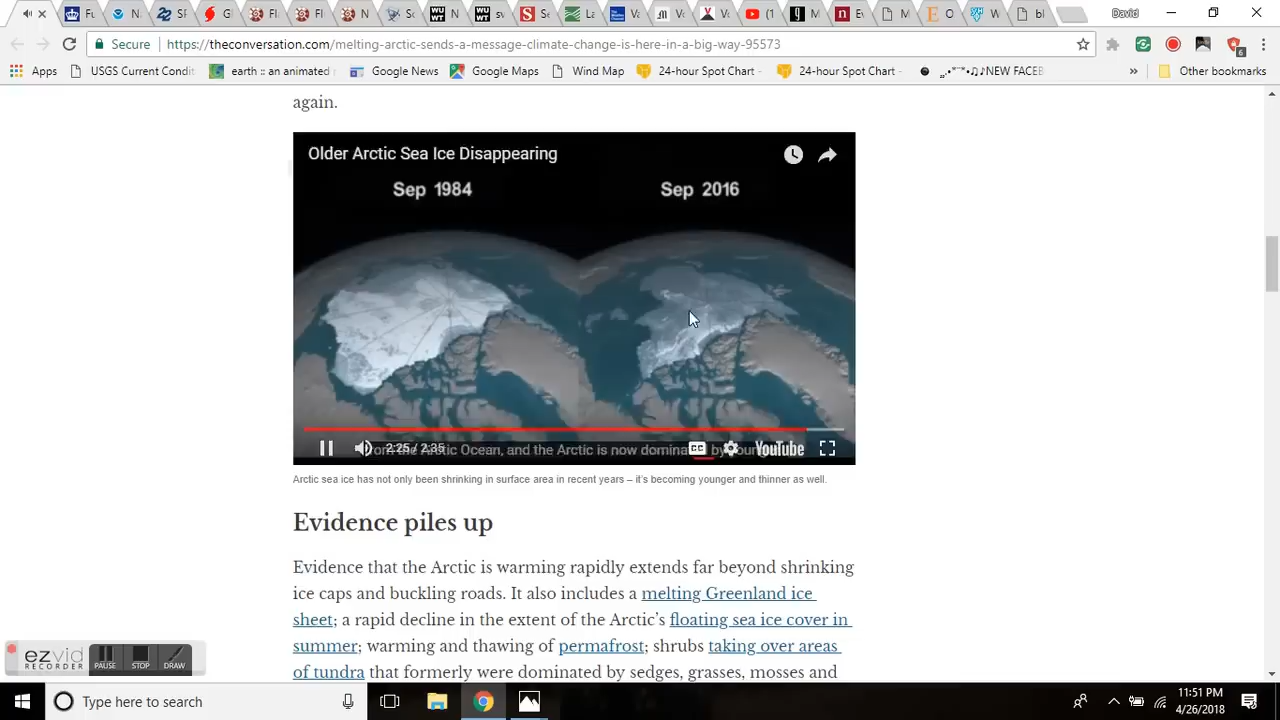 David
Secure
https://theconversation.com/melting-arctic-sends-a-message-climate-change-is-here-in-a-big-way-95573
Apps
USGS Current Condit
earth :: an animated
Google News
Google Maps
Wind Map
24-hour Spot Chart -
24-hour Spot Chart -
NEW FACEB
»
Other bookmarks
again.
Older Arctic Sea Ice Disappearing
Sep 1984
Sep 2016
2:25 / 2:35
Arctic Ocean, and the Arctic is now
CC
YouTube
Arctic sea ice has not only been shrinking in surface area in recent years – it's becoming younger and thinner as well.
Evidence piles up
Evidence that the Arctic is warming rapidly extends far beyond shrinking
ice caps and buckling roads. It also includes a melting Greenland ice
sheet; a rapid decline in the extent of the Arctic's floating sea ice cover in
summer; warming and thawing of permafrost; shrubs taking over areas
of tundra that formerly were dominated by sedges, grasses, mosses and
ezvid
RECORDER
PAUSE
STOP
DRAW
Type here to search
11:51 PM
4/26/2018